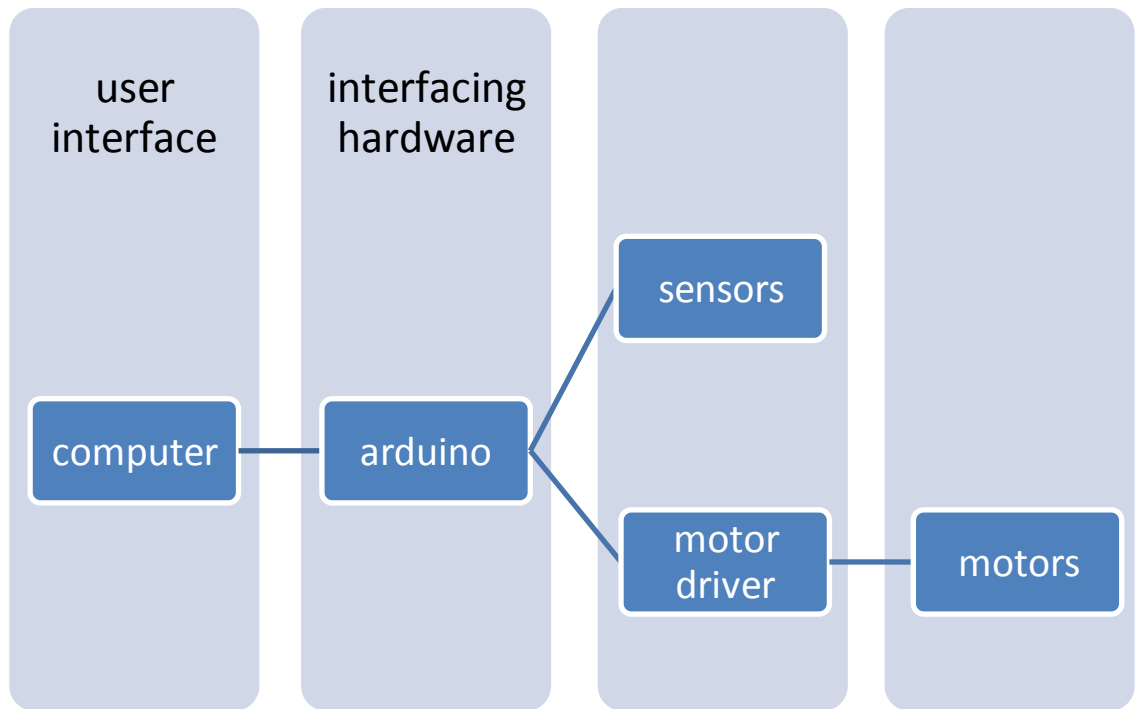 user
interface
interfacing
hardware
sensors
computer
arduino
motor
driver
motors